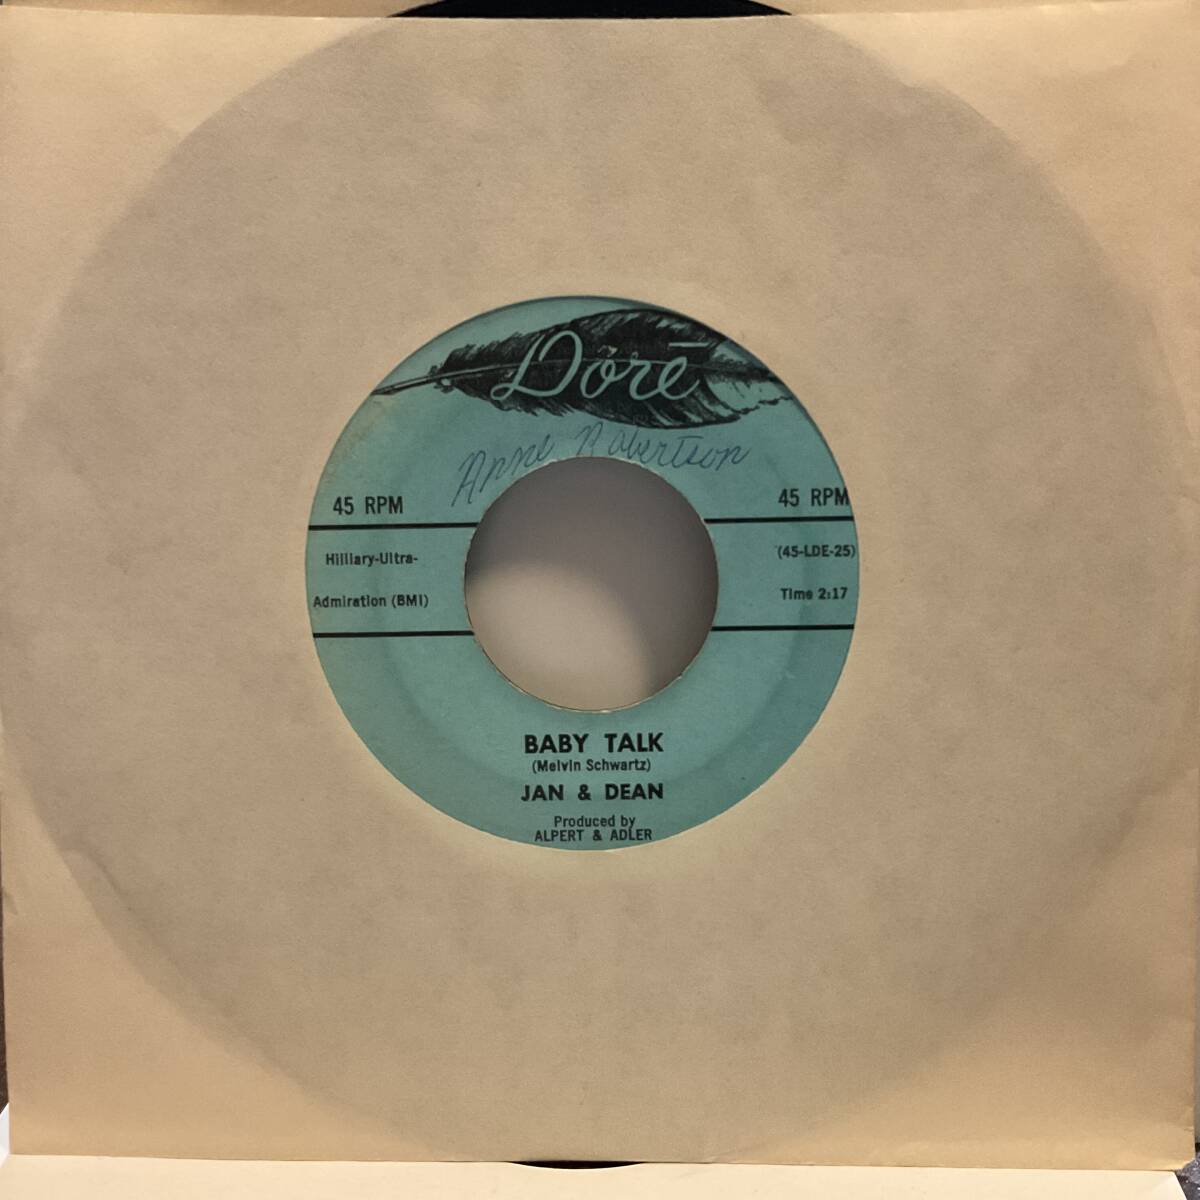 Dôrē
Anne Robertson
45 RPM
45 RPM
Hilliary-Ultra-
Admiration (BMI)
(45-LDE-25)
Time 2:17
BABY TALK
(Melvin Schwartz)
JAN & DEAN
Produced by
ALPERT & ADLER